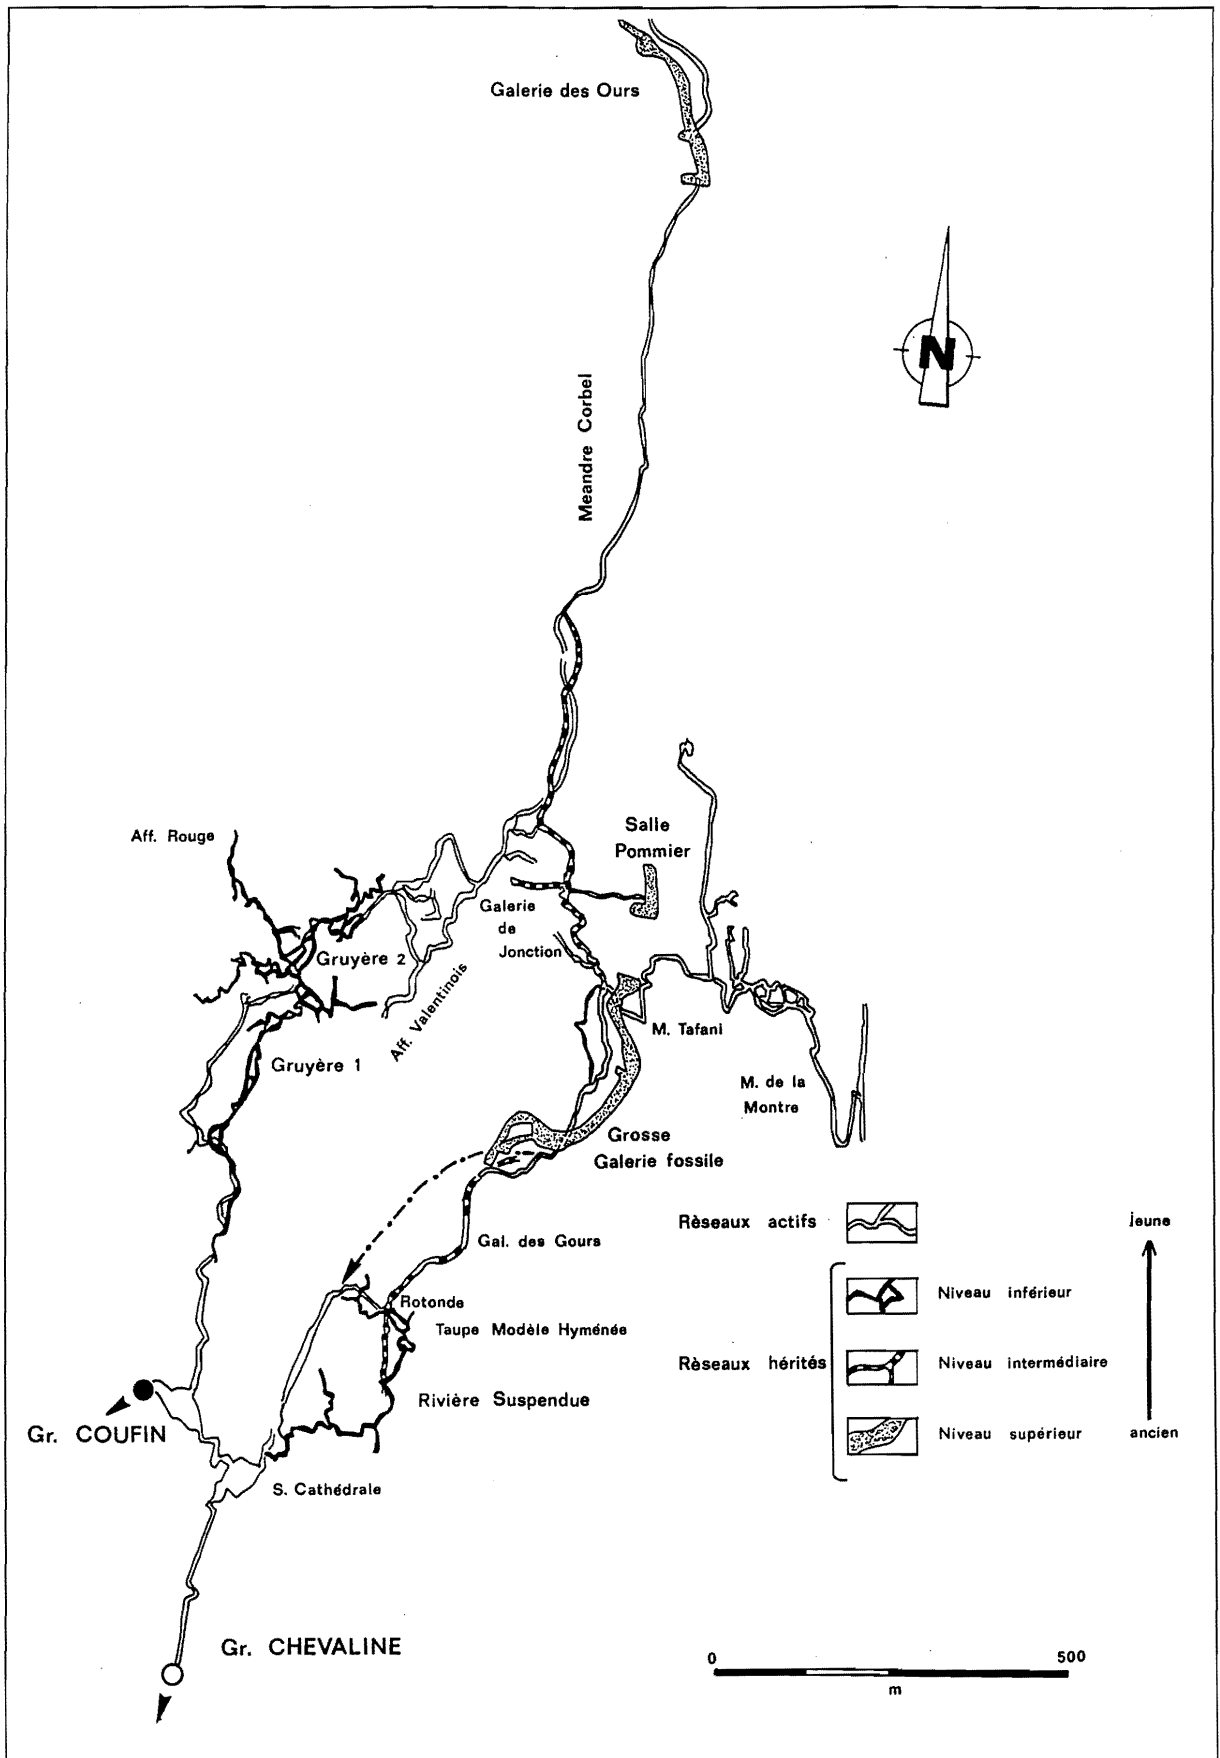 Galerie des Ours
N
Meandre Corbel
Aff. Rouge
Salle
Pommier
Galerie
de
Jonction
Gruyère 2
Aff. Valentinois
M. Tafani
Gruyère 1
M. de la
Montre
Grosse
Galerie fossile
Gal. des Gours
Rotonde
Taupe Modèle Hyménée
Rivière Suspendue
Gr. COUFIN
S. Cathédrale
Gr. CHEVALINE
Rèseaux actifs
jeune
Niveau inférieur
Rèseaux hérités
Niveau intermédiaire
Niveau supérieur
ancien
0
500
m